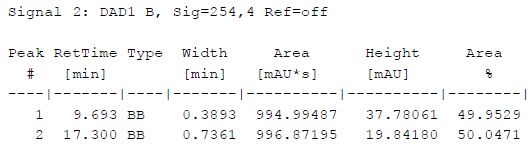 Signal 2: DAD1 B, Sig=254,4 Ref=off
Peak RetTime Type  Width     Area      Height     Area
  #   [min]        [min]   [mAU*s]     [mAU]        %
----|-------|----|-------|----------|----------|--------|
   1   9.693 BB    0.3893  994.99487   37.78061  49.9529
   2  17.300 BB    0.7361  996.87195   19.84180  50.0471